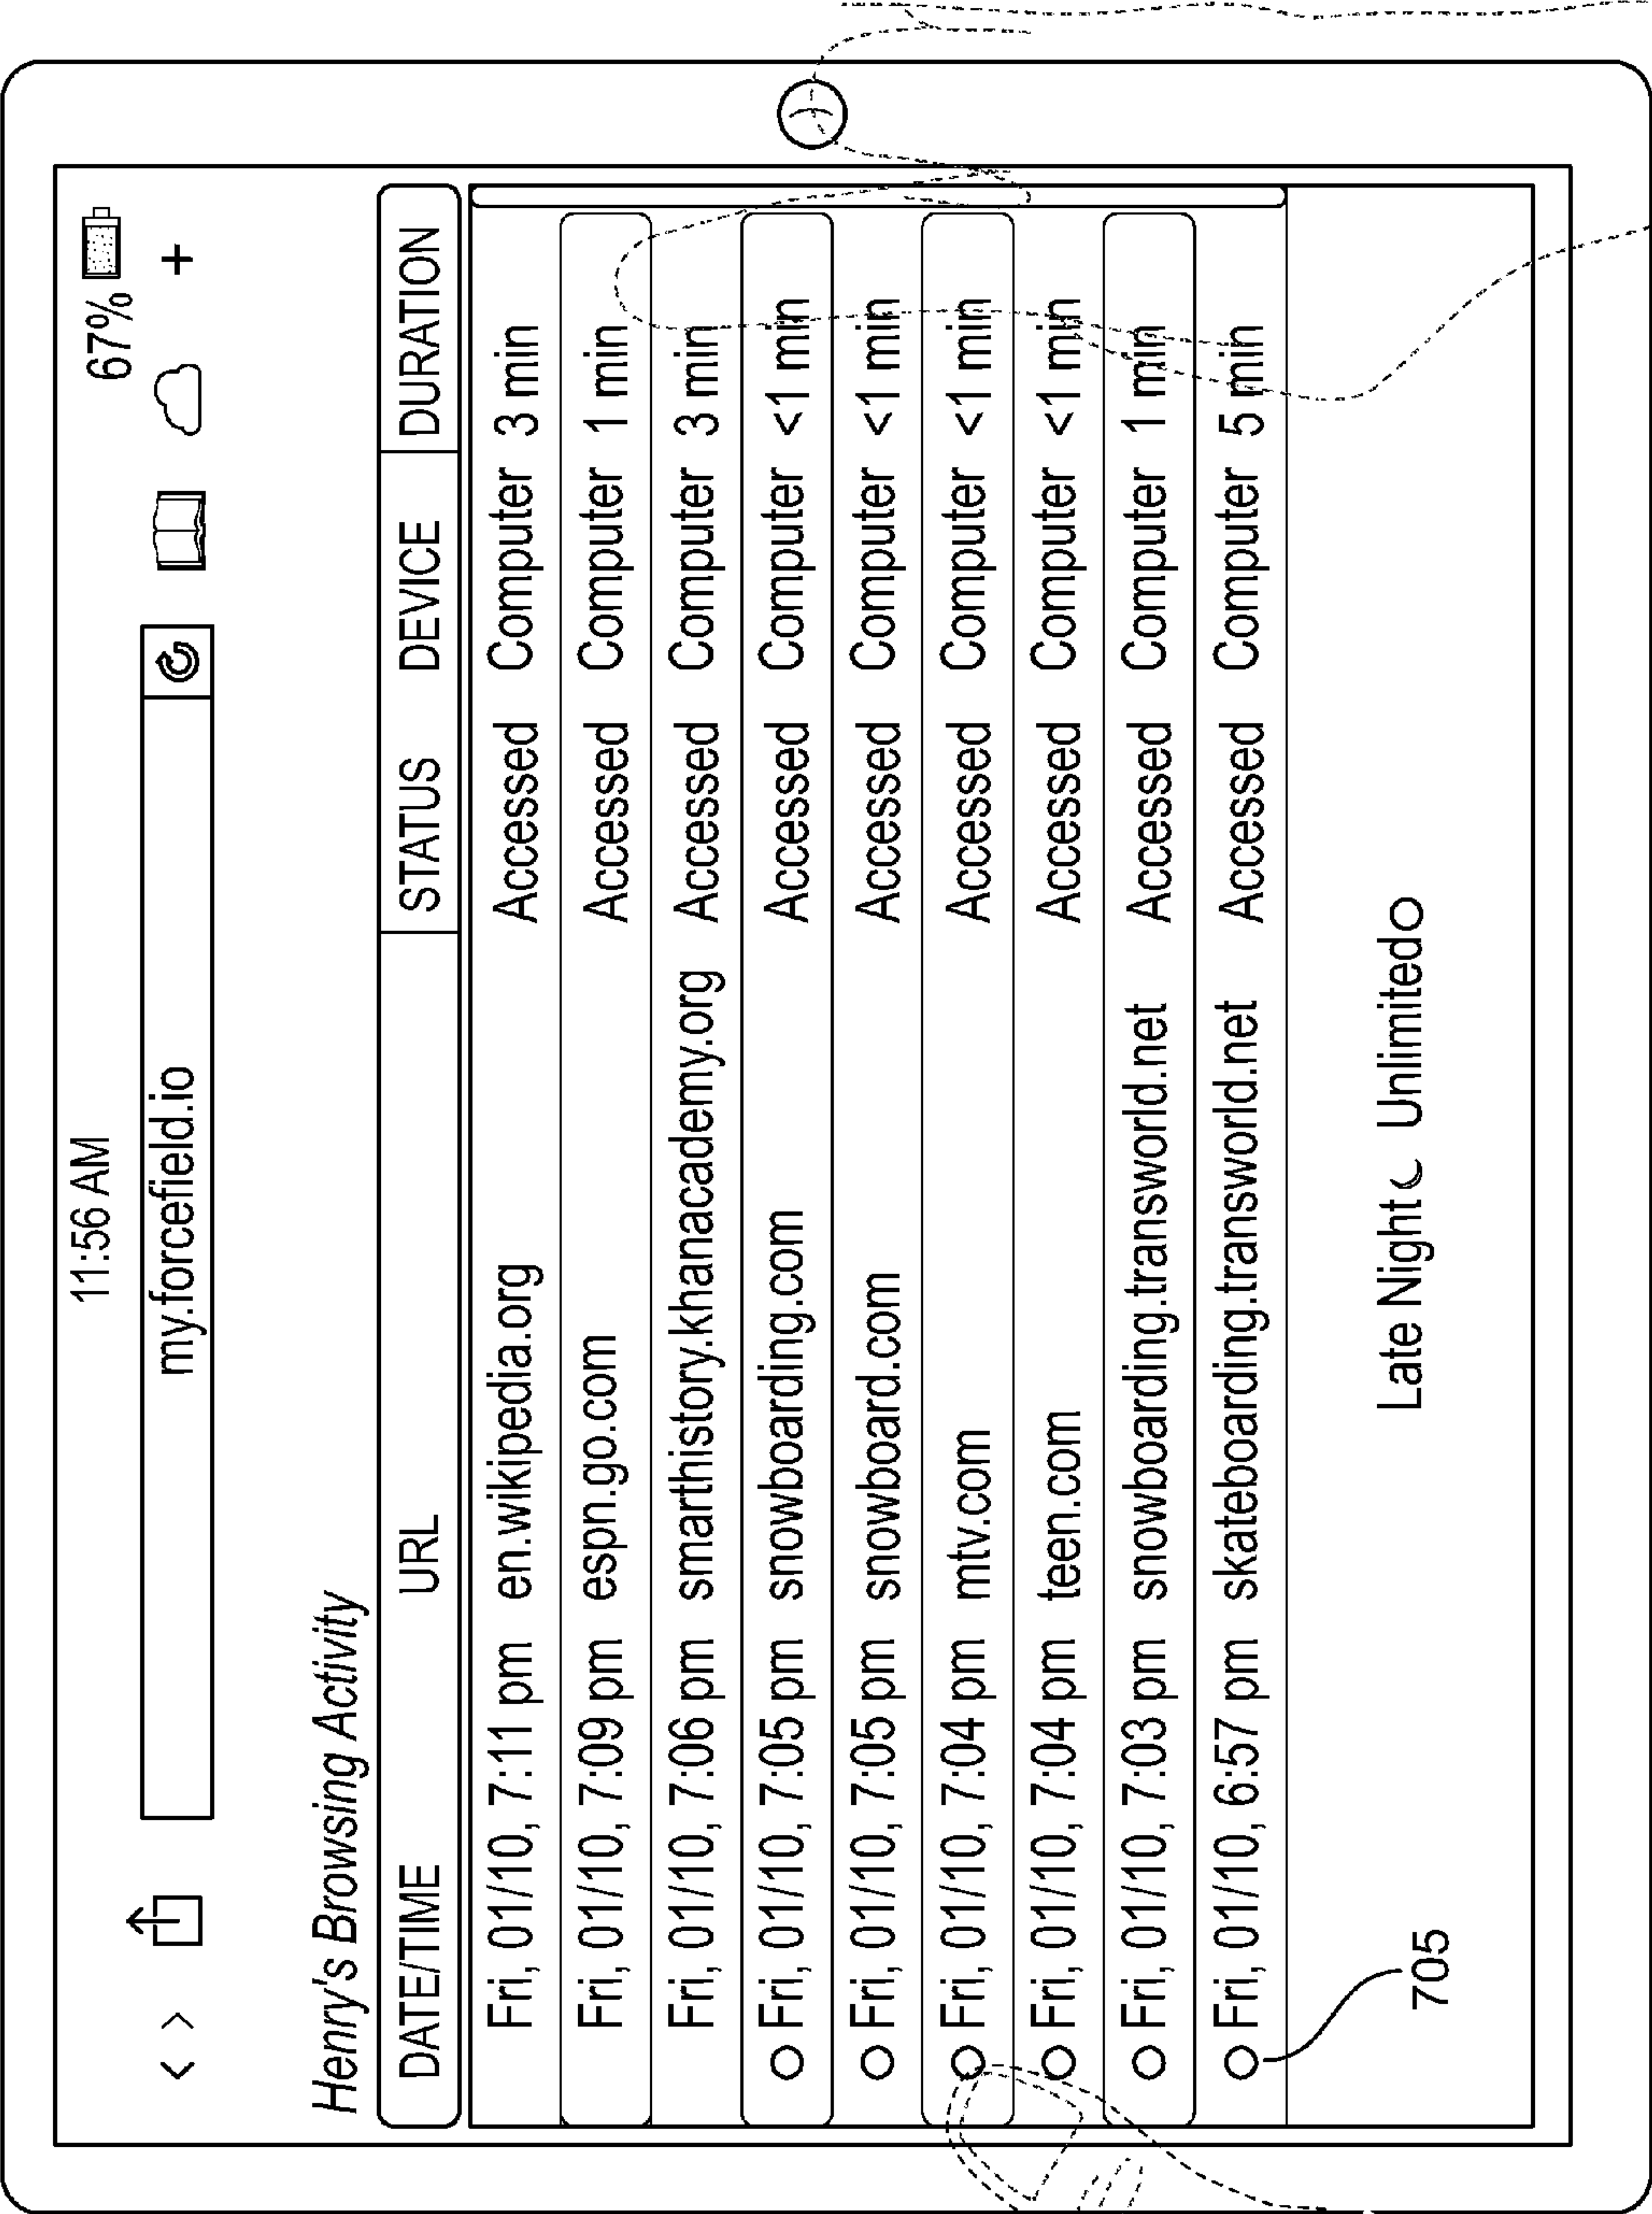 11:56 AM 67%
< > my.forcefield.io +
Henry's Browsing Activity
DATE/TIME URL STATUS DEVICE DURATION
Fri, 01/10, 7:11 pm en.wikipedia.org Accessed Computer 3 min
Fri, 01/10, 7:09 pm espn.go.com Accessed Computer 1 min
Fri, 01/10, 7:06 pm smarthistory.khanacademy.org Accessed Computer 3 min
Fri, 01/10, 7:05 pm snowboarding.com Accessed Computer <1 min
Fri, 01/10, 7:05 pm snowboard.com Accessed Computer <1 min
Fri, 01/10, 7:04 pm mtv.com Accessed Computer <1 min
Fri, 01/10, 7:04 pm teen.com Accessed Computer <1 min
Fri, 01/10, 7:03 pm snowboarding.transworld.net Accessed Computer 1 min
Fri, 01/10, 6:57 pm skateboarding.transworld.net Accessed Computer 5 min
Late Night Unlimited
705